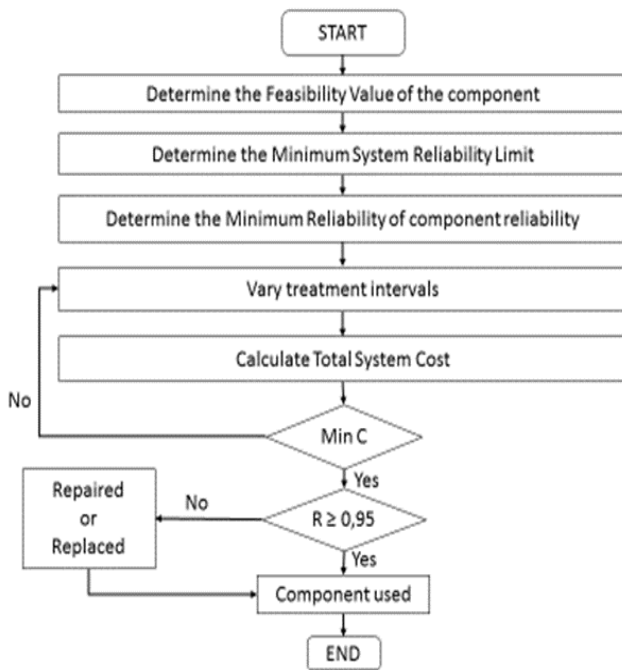 START
Determine the Feasibility Value of the component
Determine the Minimum System Reliability Limit
Determine the Minimum Reliability of component reliability
Vary treatment intervals
Calculate Total System Cost
No
Min C
Yes
Repaired
or
Replaced
No
R ≥ 0,95
Yes
Component used
END